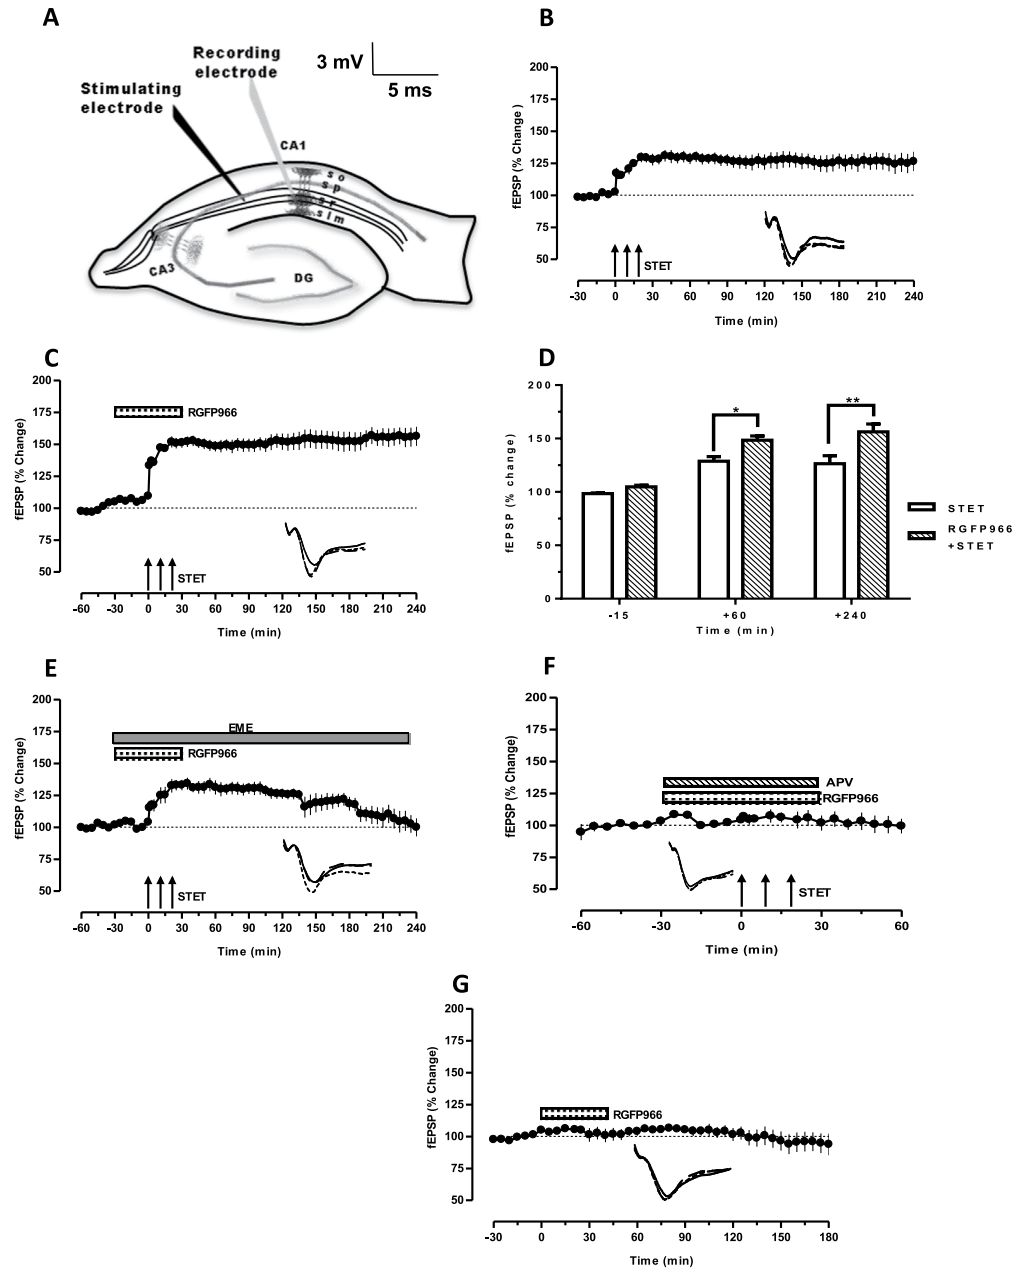 A
Recording
electrode
Stimulating
electrode
3 mV
5 ms
CA1
so
sp
sr
slm
CA3
DG
B
fEPSP (% Change)
200
175
150
125
100
75
50
STET
-30 0 30 60 90 120 150 180 210 240
Time (min)
C
fEPSP (% Change)
200
175
150
125
100
75
50
RGFP966
STET
-60 -30 0 30 60 90 120 150 180 210 240
Time (min)
D
fEPSP (% change)
200
150
100
50
0
*
**
-15 +60 +240
Time (min)
STET
RGFP966
+STET
E
fEPSP (% Change)
200
175
150
125
100
75
50
EME
RGFP966
STET
-60 -30 0 30 60 90 120 150 180 210 240
Time (min)
F
fEPSP (% Change)
200
175
150
125
100
75
50
APV
RGFP966
STET
-60 -30 0 30 60
Time (min)
G
fEPSP (% Change)
200
175
150
125
100
75
50
RGFP966
-30 0 30 60 90 120 150 180
Time (min)